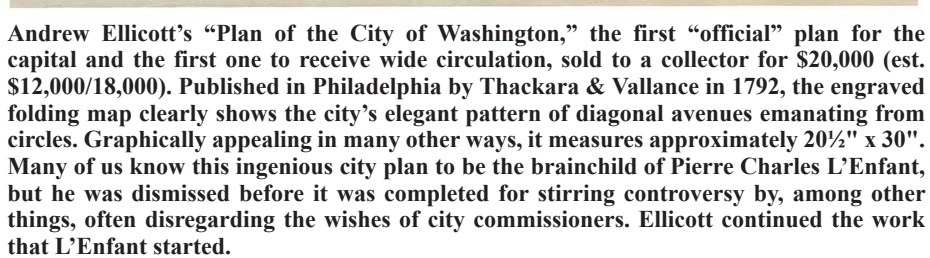 Andrew Ellicott’s “Plan of the City of Washington,” the first “official” plan for the
capital and the first one to receive wide circulation, sold to a collector for $20,000 (est.
$12,000/18,000). Published in Philadelphia by Thackara & Vallance in 1792, the engraved
folding map clearly shows the city’s elegant pattern of diagonal avenues emanating from
circles. Graphically appealing in many other ways, it measures approximately 20½" x 30".
Many of us know this ingenious city plan to be the brainchild of Pierre Charles L’Enfant,
but he was dismissed before it was completed for stirring controversy by, among other
things, often disregarding the wishes of city commissioners. Ellicott continued the work
that L’Enfant started.